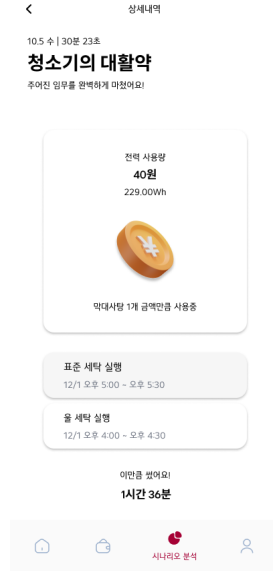 상세내역
10.5 수 | 30분 23초
청소기의 대활약
주어진 임무를 완벽하게 마쳤어요!
전력 사용량
40원
229.00Wh
¥
막대사탕 1개 금액만큼 사용중
표준 세탁 실행
12/1 오후 5:00 ~ 오후 5:30
울 세탁 실행
12/1 오후 4:00 ~ 오후 4:30
이만큼 썼어요!
1시간 36분
시나리오 분석